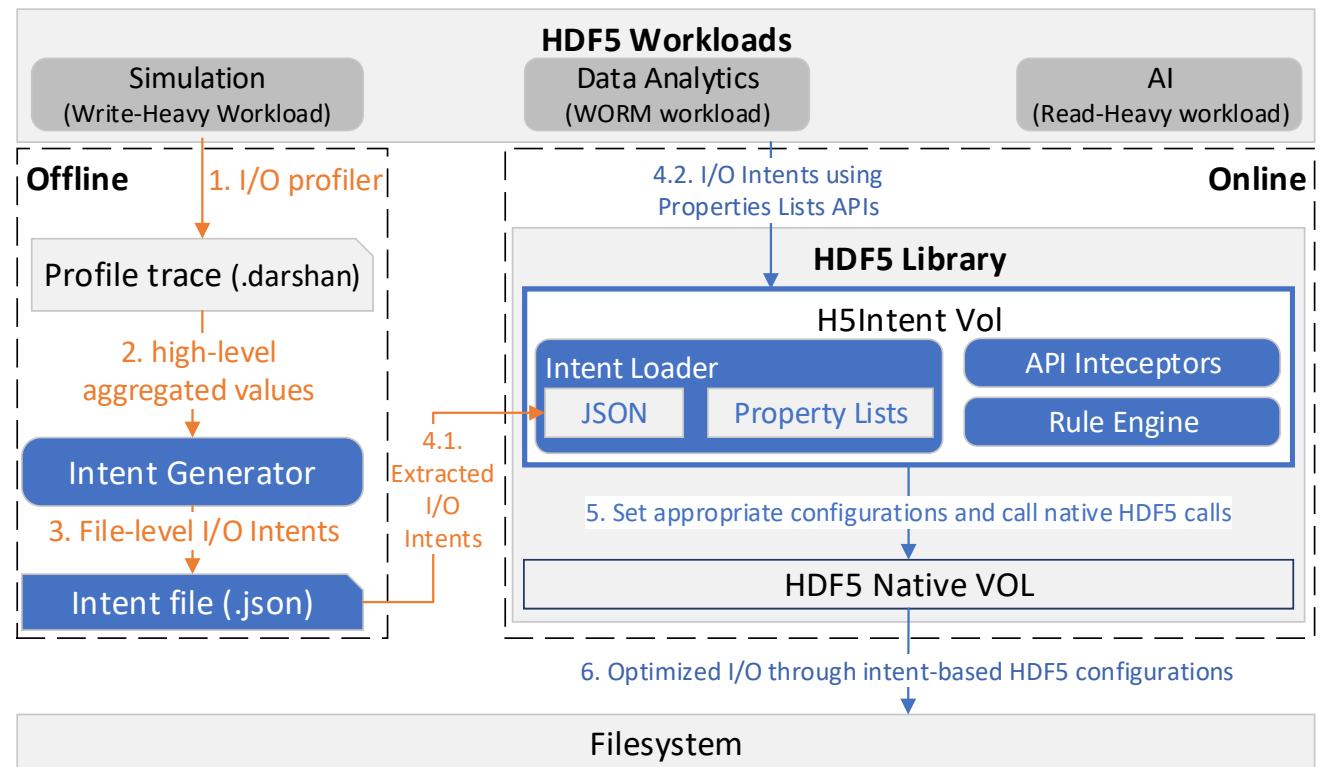 HDF5 Workloads
Simulation
(Write-Heavy Workload)
Data Analytics
(WORM workload)
AI
(Read-Heavy workload)
Offline
1. I/O profiler
Profile trace (.darshan)
2. high-level
aggregated values
Intent Generator
3. File-level I/O Intents
Intent file (.json)
4.1.
Extracted
I/O
Intents
Online
4.2. I/O Intents using
Properties Lists APIs
HDF5 Library
H5Intent Vol
Intent Loader
JSON
Property Lists
API Inteceptors
Rule Engine
5. Set appropriate configurations and call native HDF5 calls
HDF5 Native VOL
6. Optimized I/O through intent-based HDF5 configurations
Filesystem